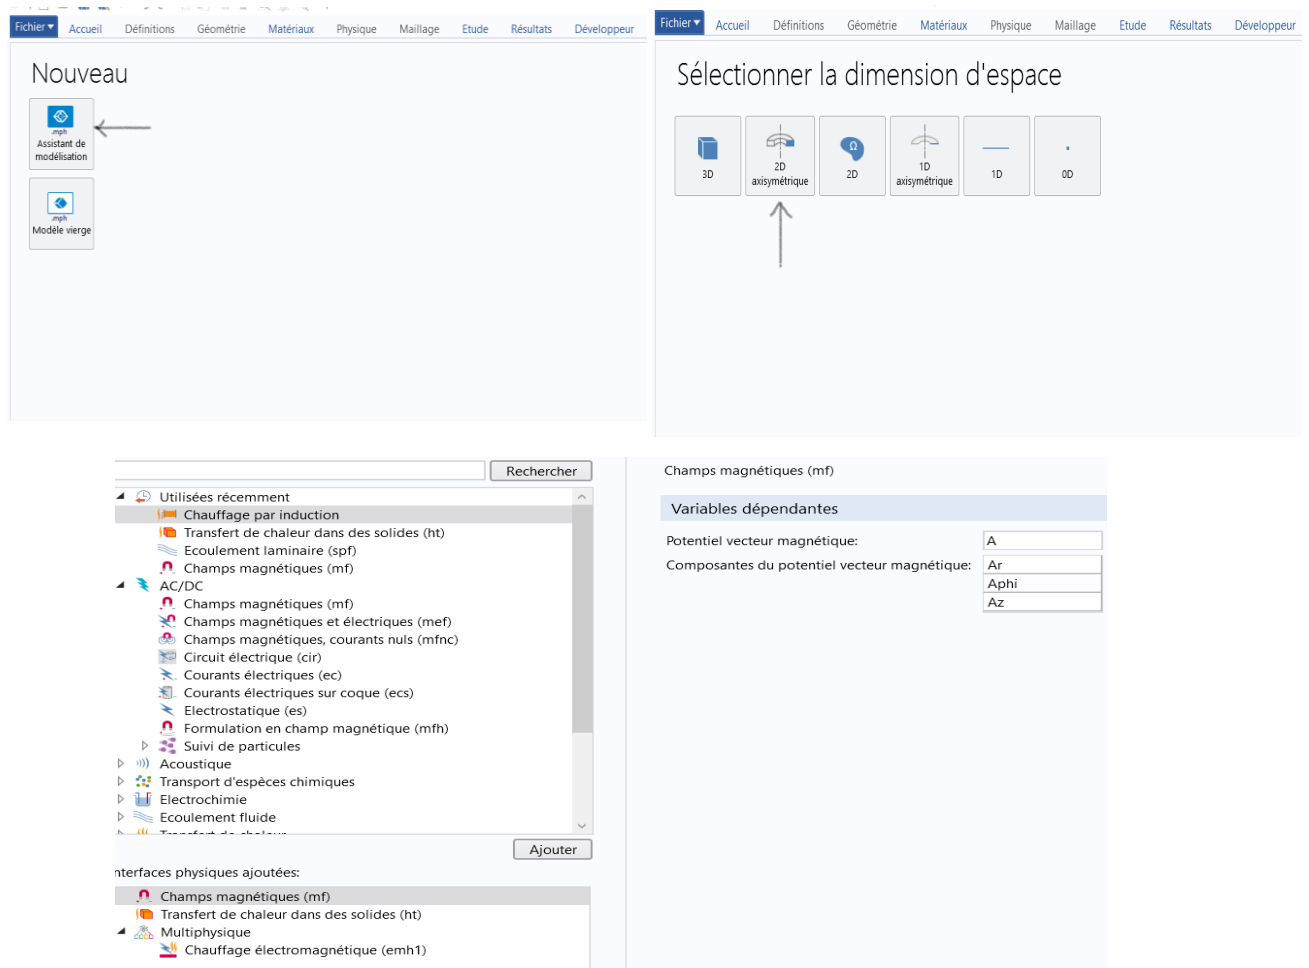 Fichier Accueil Définitions Géométrie Matériaux Physique Maillage Etude Résultats Développeur
Nouveau
.mph
Assistant de
modélisation
.mph
Modèle vierge
Fichier Accueil Définitions Géométrie Matériaux Physique Maillage Etude Résultats Développeur
Sélectionner la dimension d'espace
3D
2D
axisymétrique
Ω
2D
1D
axisymétrique
1D
0D
Rechercher
Utilisées récemment
Chauffage par induction
Transfert de chaleur dans des solides (ht)
Ecoulement laminaire (spf)
Champs magnétiques (mf)
AC/DC
Champs magnétiques (mf)
Champs magnétiques et électriques (mef)
Champs magnétiques, courants nuls (mfnc)
Circuit électrique (cir)
Courants électriques (ec)
Courants électriques sur coque (ecs)
Electrostatique (es)
Formulation en champ magnétique (mfh)
Suivi de particules
Acoustique
Transport d'espèces chimiques
Electrochimie
Ecoulement fluide
Transfert de chaleur
Ajouter
nterfaces physiques ajoutées:
Champs magnétiques (mf)
Transfert de chaleur dans des solides (ht)
Multiphysique
Chauffage électromagnétique (emh1)
Champs magnétiques (mf)
Variables dépendantes
Potentiel vecteur magnétique: A
Composantes du potentiel vecteur magnétique: Ar
Aphi
Az